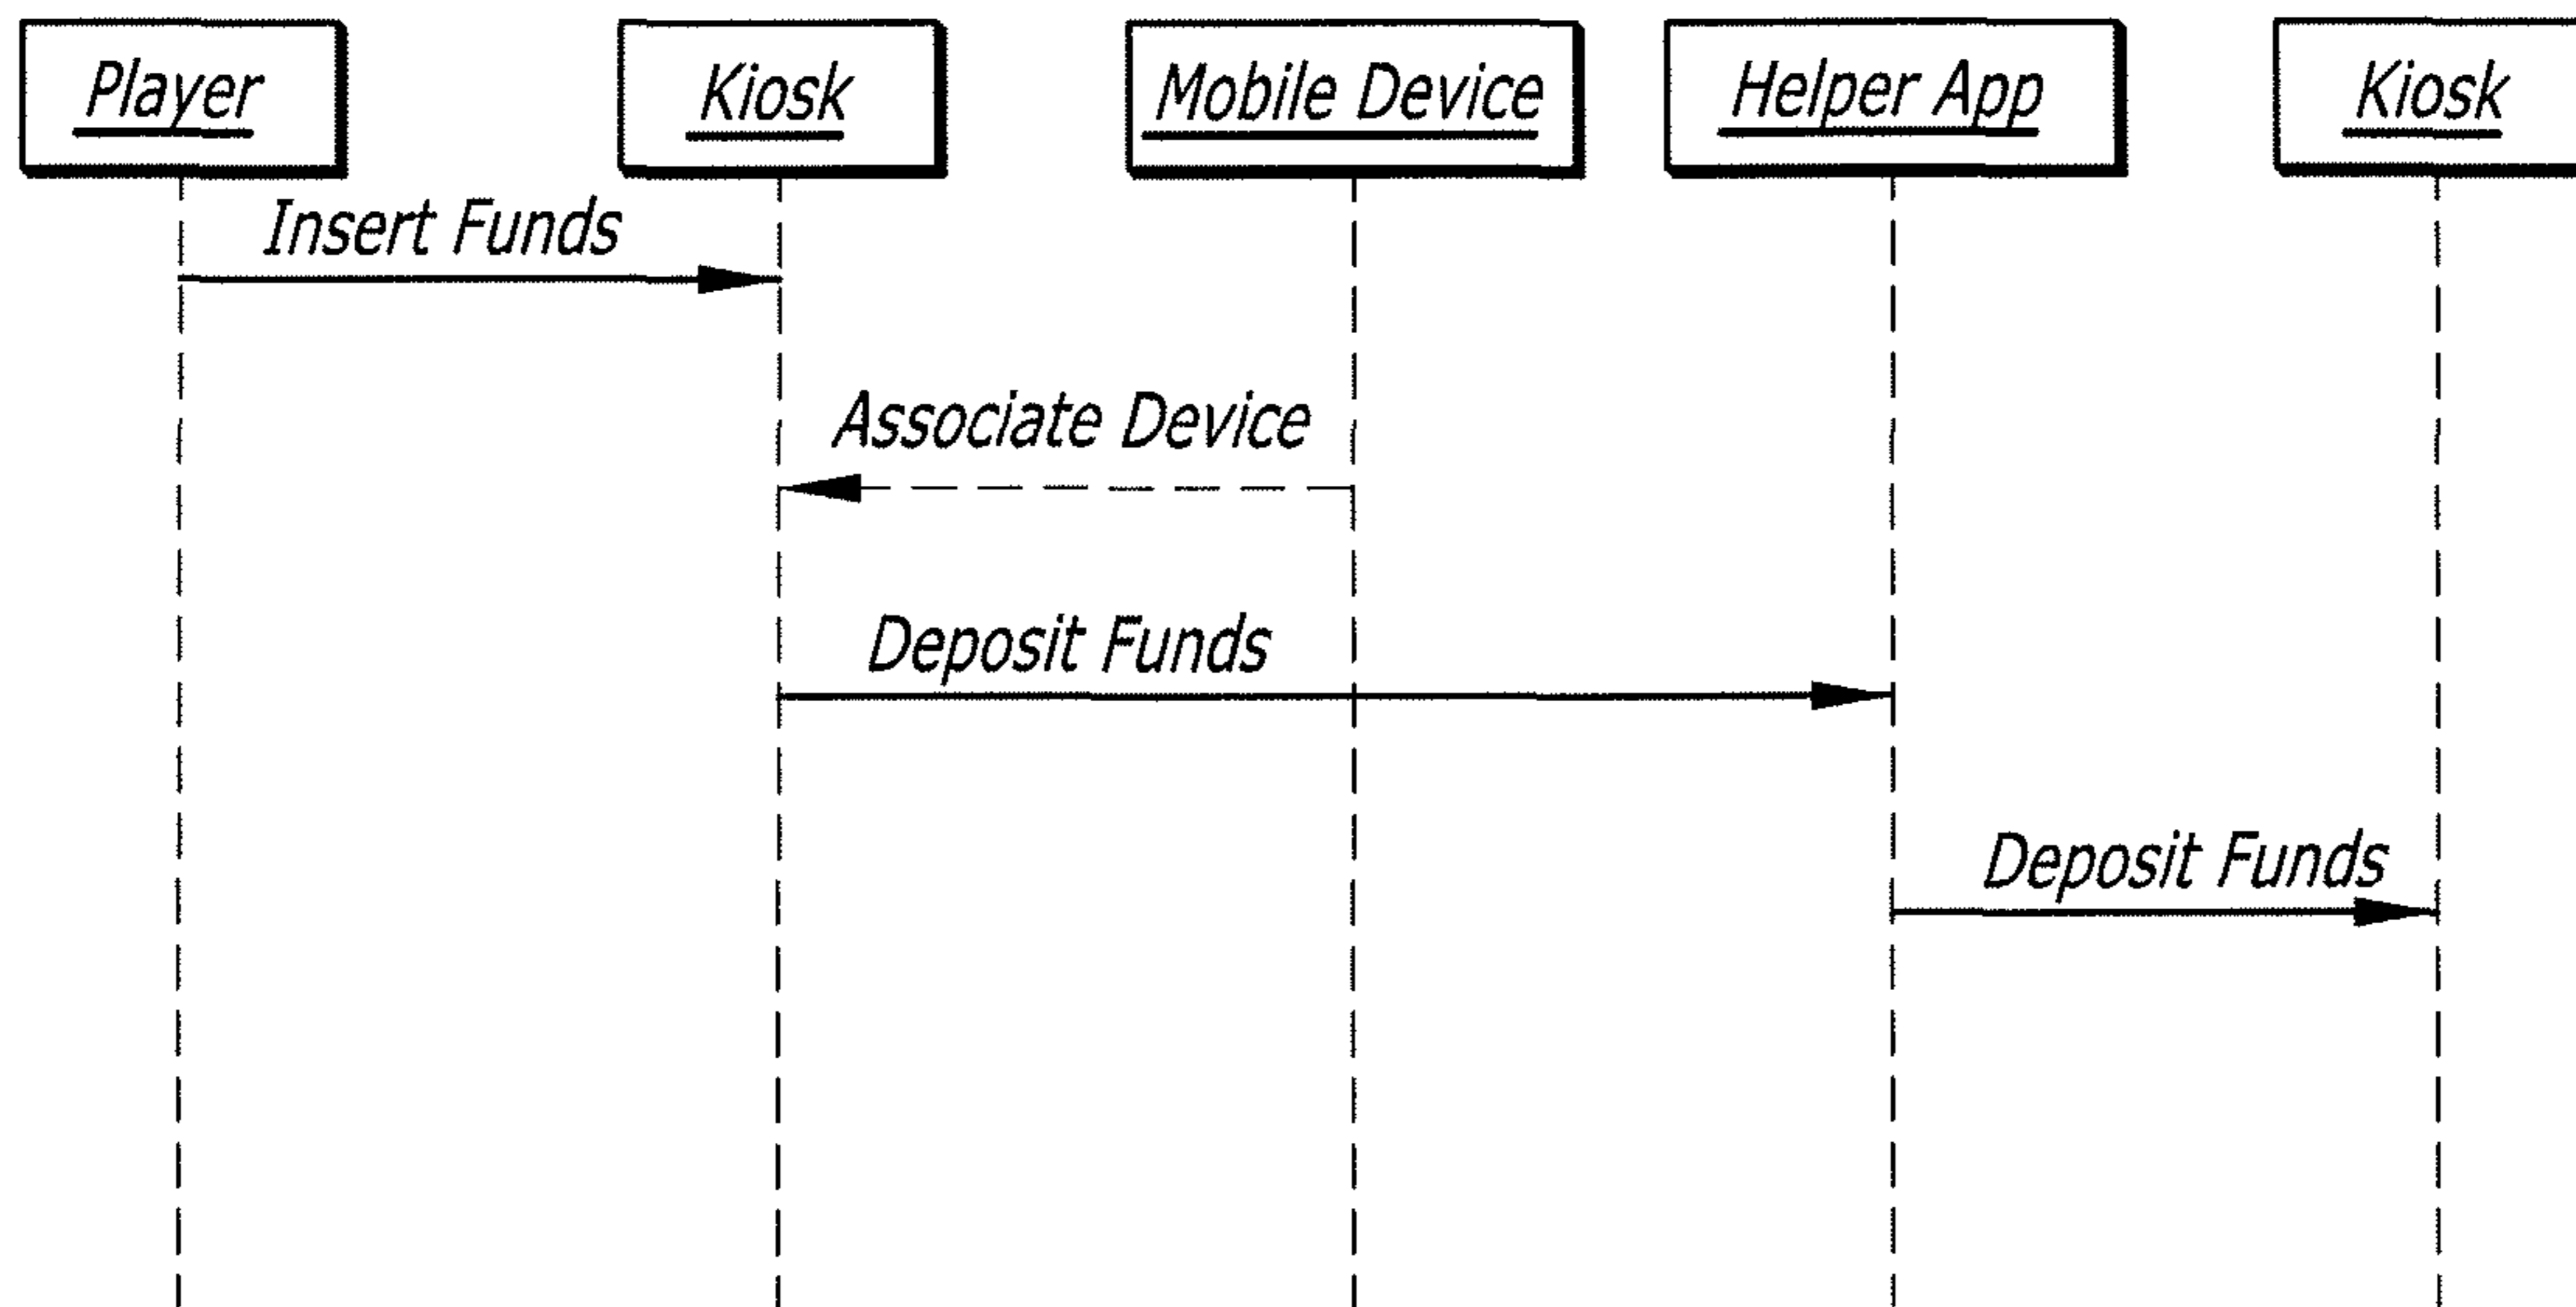 Player
Kiosk
Mobile Device
Helper App
Kiosk
Insert Funds
Associate Device
Deposit Funds
Deposit Funds